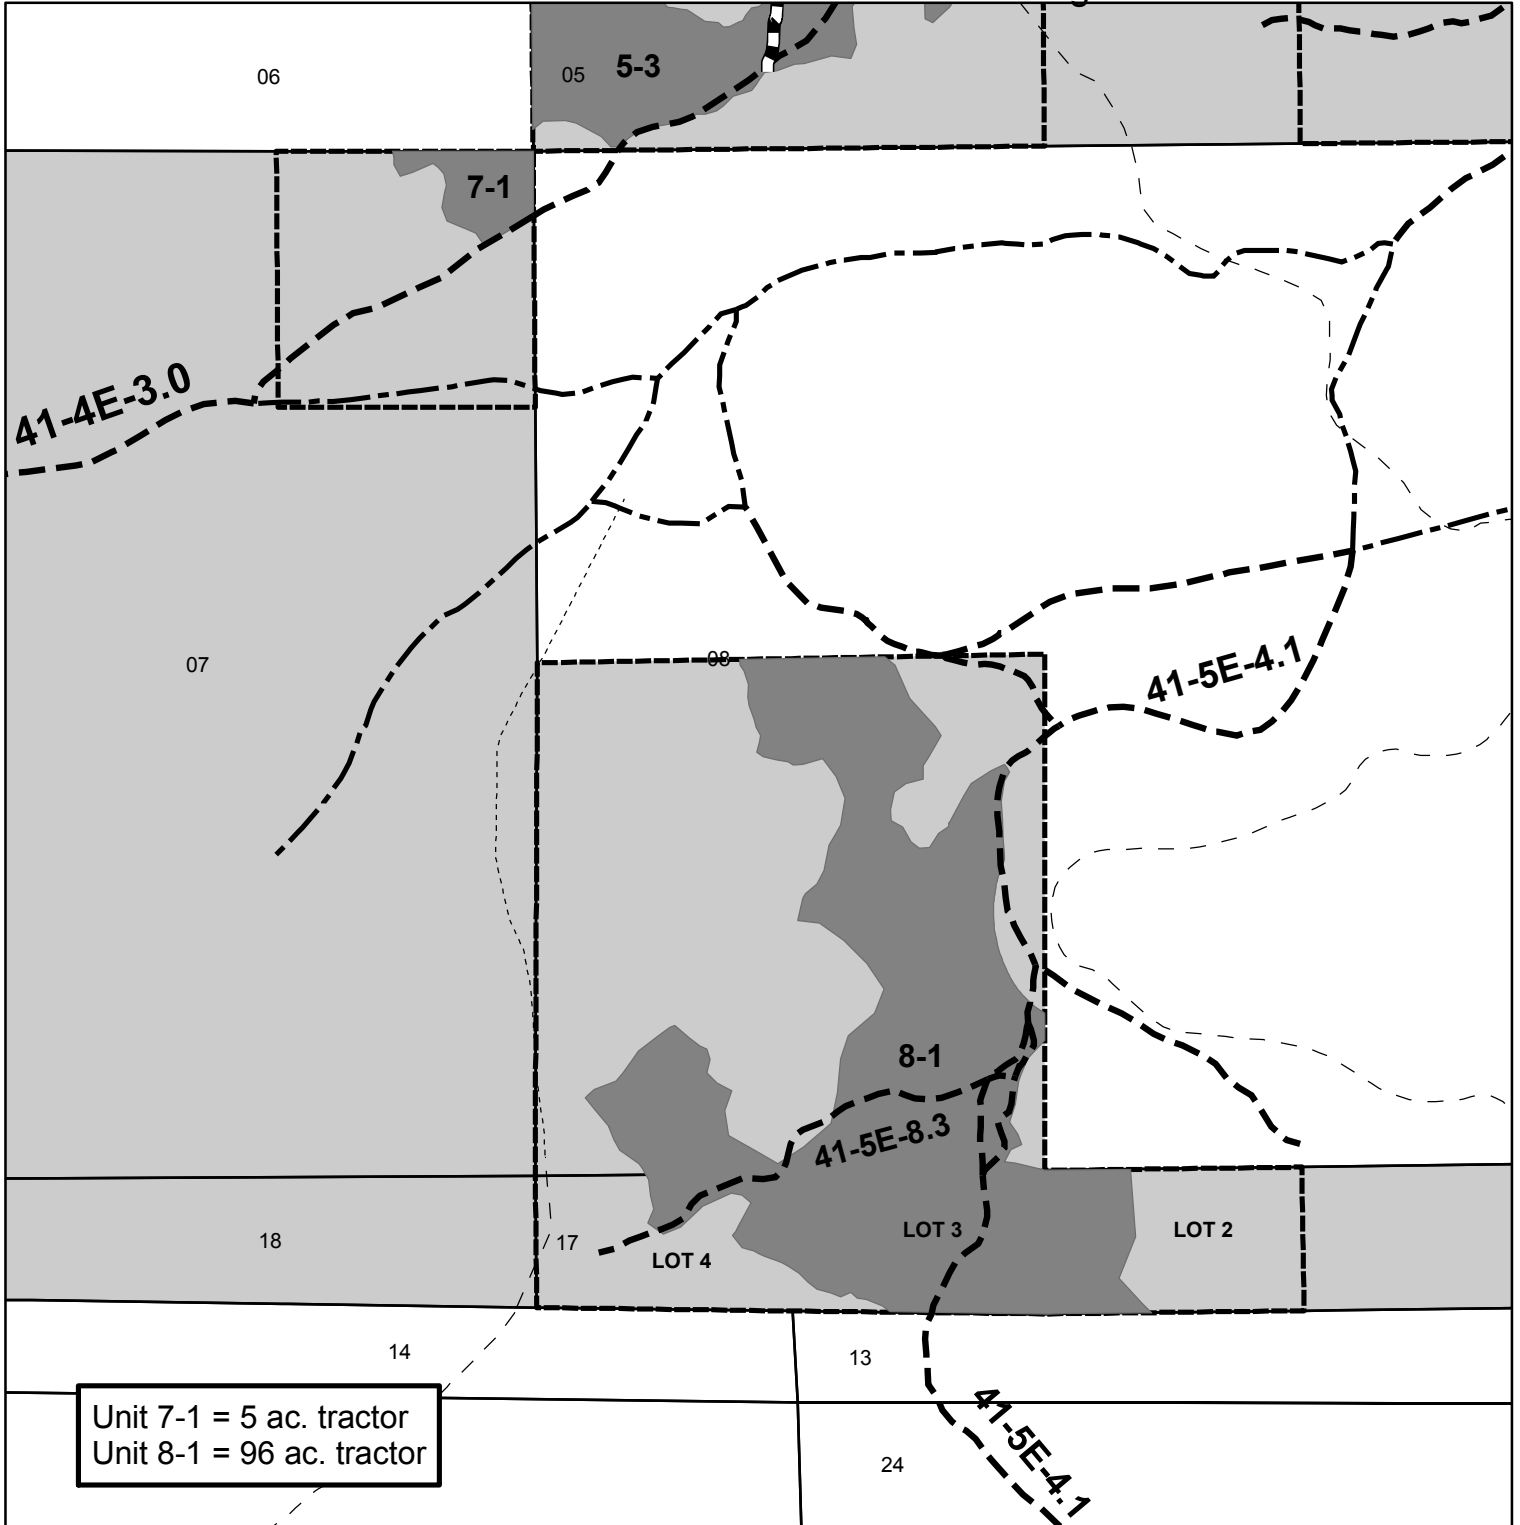 06
05
5-3
7-1
41-4E-3.0
07
08
41-5E-4.1
8-1
41-5E-8.3
18
17
LOT 4
LOT 3
LOT 2
14
13
Unit 7-1 = 5 ac. tractor
Unit 8-1 = 96 ac. tractor
24
41-5E-4.1